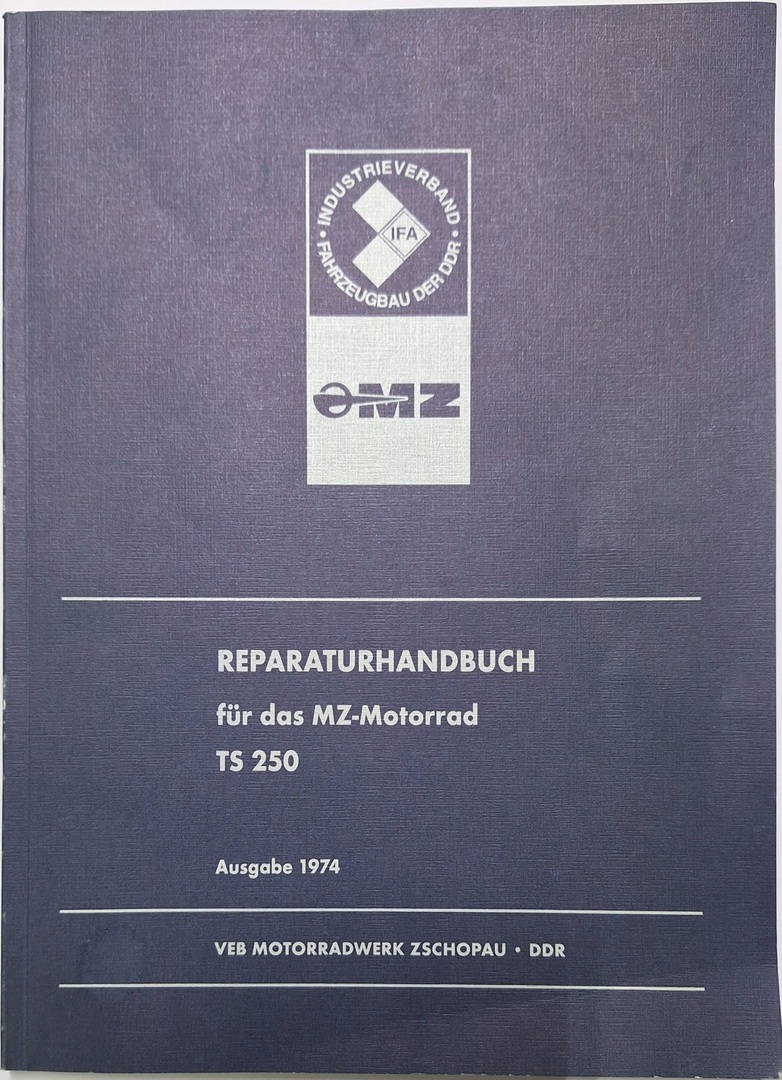 INDUSTRIEVERBAND
FAHRZEUGBAU DER DDR
IFA
MZ
REPARATURHANDBUCH
für das MZ-Motorrad
TS 250
Ausgabe 1974
VEB MOTORRADWERK ZSCHOPAU • DDR